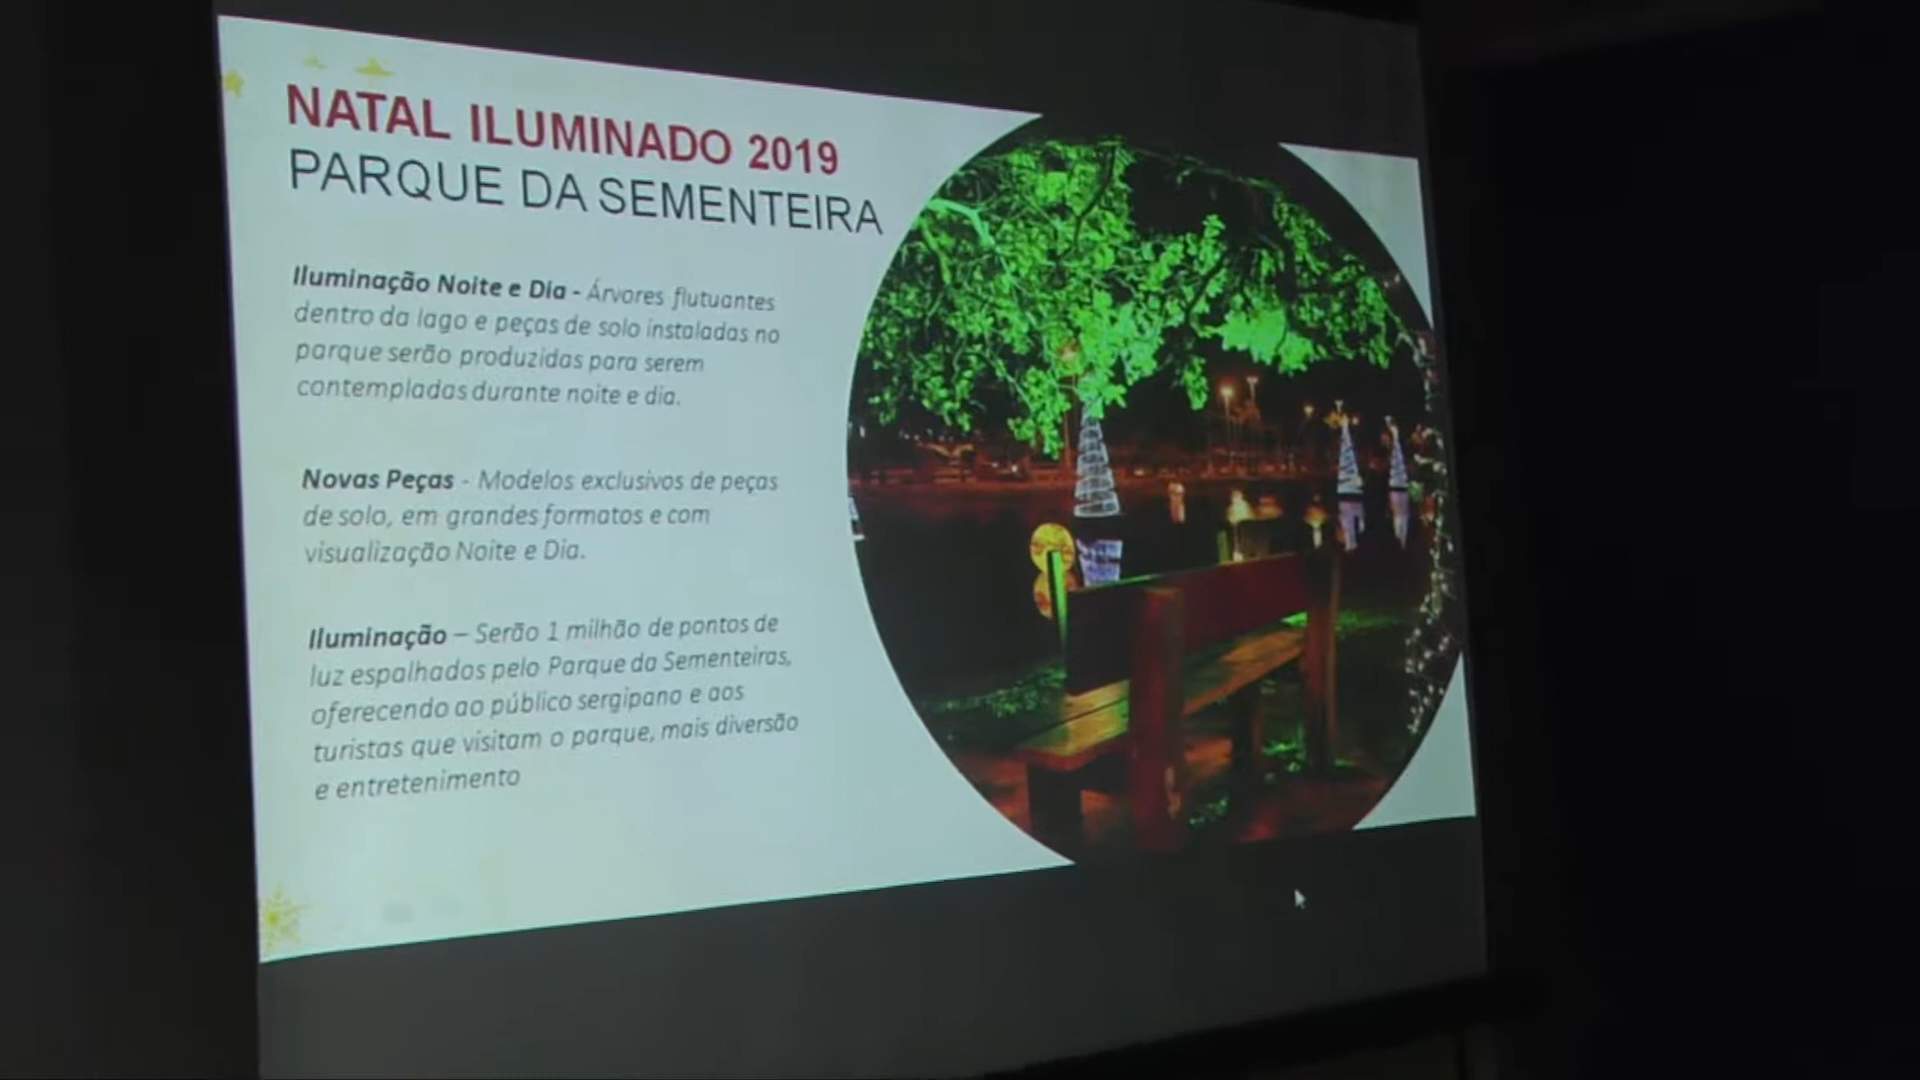 NATAL ILUMINADO 2019
PARQUE DA SEMENTEIRA
Iluminação Noite e Dia - Árvores flutuantes
dentro da lago e peças de solo instaladas no
parque serão produzidas para serem
contempladas durante noite e dia.
Novas Peças - Modelos exclusivos de peças
de solo, em grandes formatos e com
visualização Noite e Dia.
Iluminação – Serão 1 milhão de pontos de
luz espalhados pelo Parque da Sementeiras,
oferecendo ao público sergipano e aos
turistas que visitam o parque, mais diversão
e entretenimento